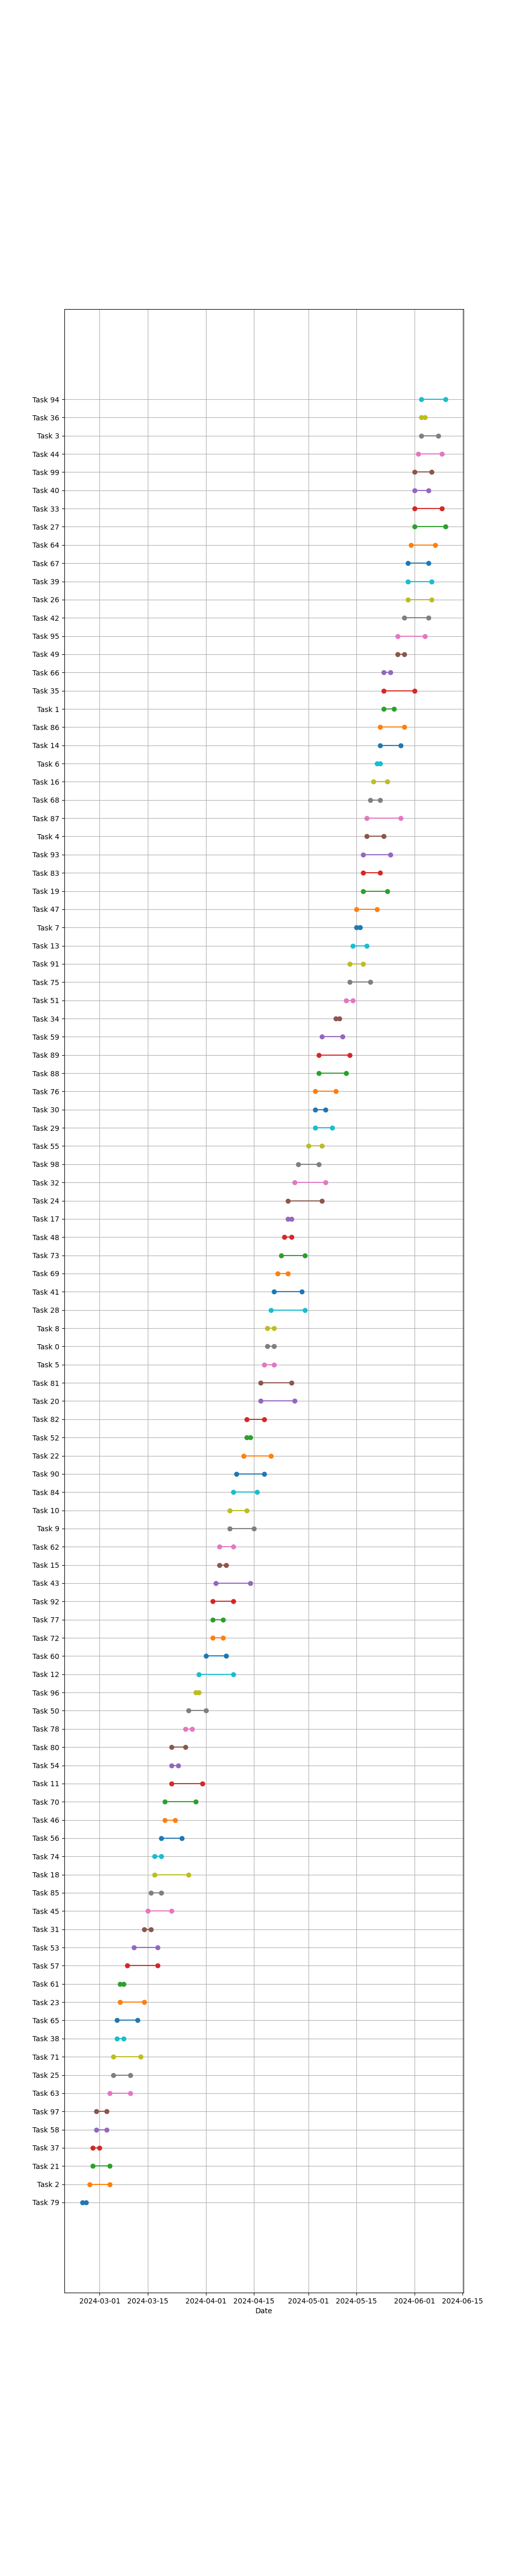 Task 94
Task 36
Task 3
Task 44
Task 99
Task 40
Task 33
Task 27
Task 64
Task 67
Task 39
Task 26
Task 42
Task 95
Task 49
Task 66
Task 35
Task 1
Task 86
Task 14
Task 6
Task 16
Task 68
Task 87
Task 4
Task 93
Task 83
Task 19
Task 47
Task 7
Task 13
Task 91
Task 75
Task 51
Task 34
Task 59
Task 89
Task 88
Task 76
Task 30
Task 29
Task 55
Task 98
Task 32
Task 24
Task 17
Task 48
Task 73
Task 69
Task 41
Task 28
Task 8
Task 0
Task 5
Task 81
Task 20
Task 82
Task 52
Task 22
Task 90
Task 84
Task 10
Task 9
Task 62
Task 15
Task 43
Task 92
Task 77
Task 72
Task 60
Task 12
Task 96
Task 50
Task 78
Task 80
Task 54
Task 11
Task 70
Task 46
Task 56
Task 74
Task 18
Task 85
Task 45
Task 31
Task 53
Task 57
Task 61
Task 23
Task 65
Task 38
Task 71
Task 25
Task 63
Task 97
Task 58
Task 37
Task 21
Task 2
Task 79
2024-03-01 2024-03-15 2024-04-01 2024-04-15 2024-05-01 2024-05-15 2024-06-01 2024-06-15
Date